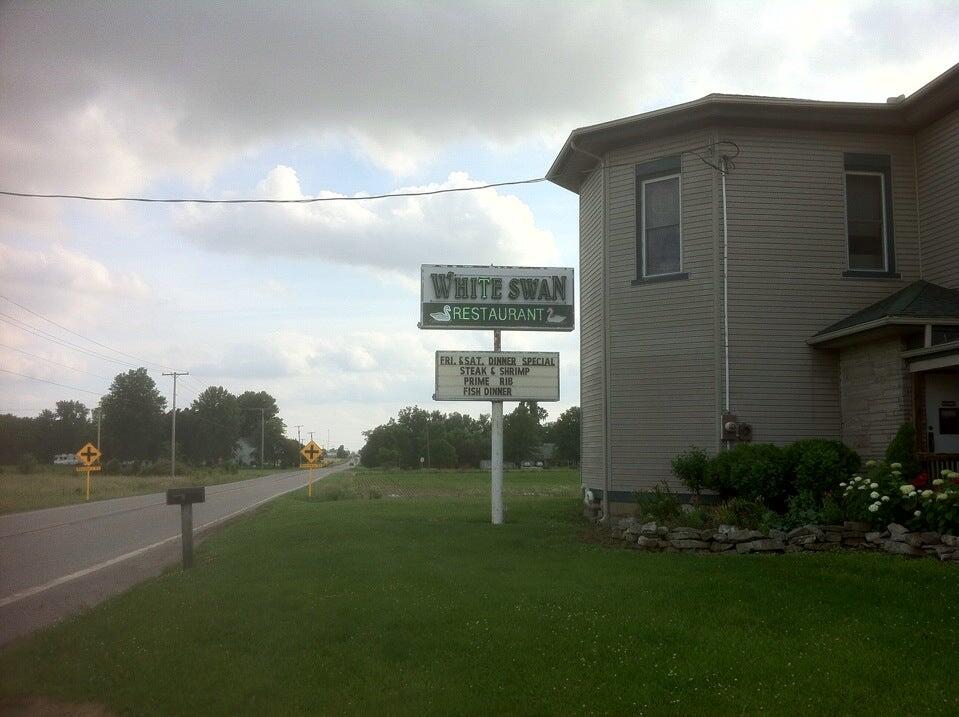 WHITE SWAN
RESTAURANT
FRI. &SAT. DINNER SPECIAL
STEAK & SHRIMP
PRIME RIB
FISH DINNER